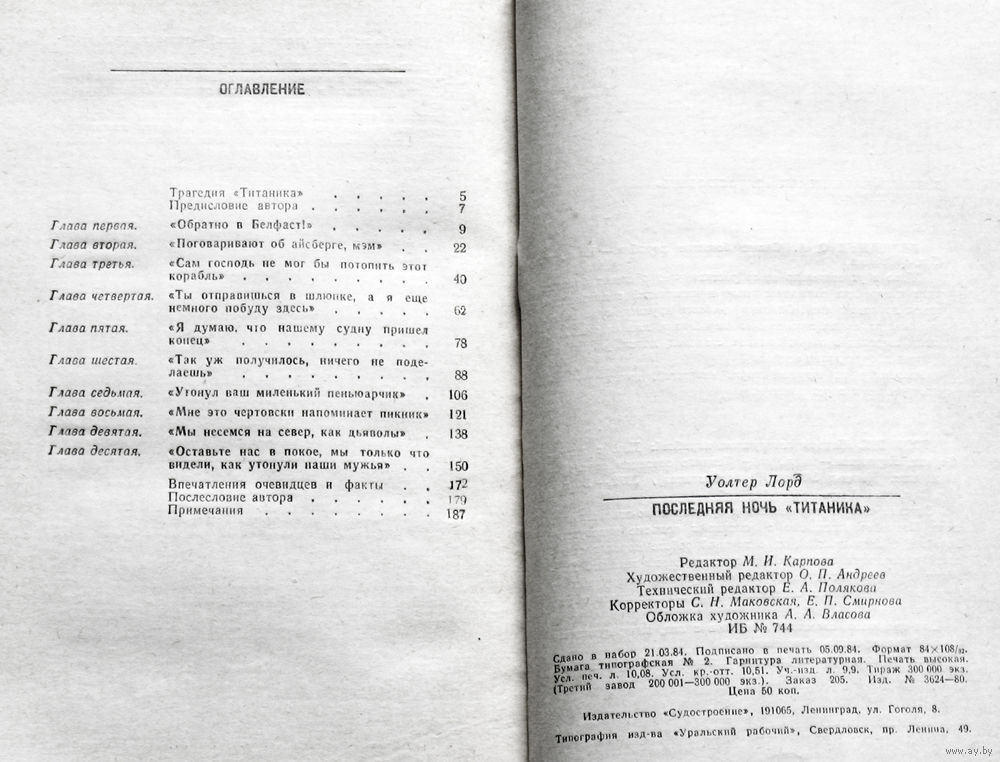 ОГЛАВЛЕНИЕ
Трагедия «Титаника» . . . . . 5
Предисловие автора . . . . . . 7
Глава первая. «Обратно в Белфаст!» . . . . . 9
Глава вторая. «Поговаривают об айсберге, мэм» . . 22
Глава третья. «Сам господь не мог бы потопить этот
корабль» . . . . . . . . . 40
Глава четвертая. «Ты отправишься в шлюпке, а я еще
немного побуду здесь» . . . . . 62
Глава пятая. «Я думаю, что нашему судну пришел
конец» . . . . . . . . . 78
Глава шестая. «Так уж получилось, ничего не поде-
лаешь» . . . . . . . . . 88
Глава седьмая. «Утонул ваш миленький пеньюарчик» . 106
Глава восьмая. «Мне это чертовски напоминает пикник» 121
Глава девятая. «Мы несемся на север, как дьяволы» . 138
Глава десятая. «Оставьте нас в покое, мы только что
видели, как утонули наши мужья» . . 150
Впечатления очевидцев и факты . . 172
Послесловие автора . . . . . . 179
Примечания . . . . . . . . 187
Уолтер Лорд
ПОСЛЕДНЯЯ НОЧЬ «ТИТАНИКА»
Редактор М. И. Карпова
Художественный редактор О. П. Андреев
Технический редактор Е. А. Полякова
Корректоры С. Н. Маковская, Е. П. Смирнова
Обложка художника А. А. Власова
ИБ № 744
Сдано в набор 21.03.84. Подписано в печать 05.09.84. Формат 84×108/32.
Бумага типографская № 2. Гарнитура литературная. Печать высокая.
Усл. печ. л. 10,08. Усл. кр.-отт. 10,51. Уч.-изд. л. 9,9. Тираж 300 000 экз.
(Третий завод 200 001—300 000 экз.). Заказ 205. Изд. № 3624—80.
Цена 50 коп.
Издательство «Судостроение», 191065, Ленинград, ул. Гоголя, 8.
Типография изд-ва «Уральский рабочий», Свердловск, пр. Ленина, 49.
www.ay.by